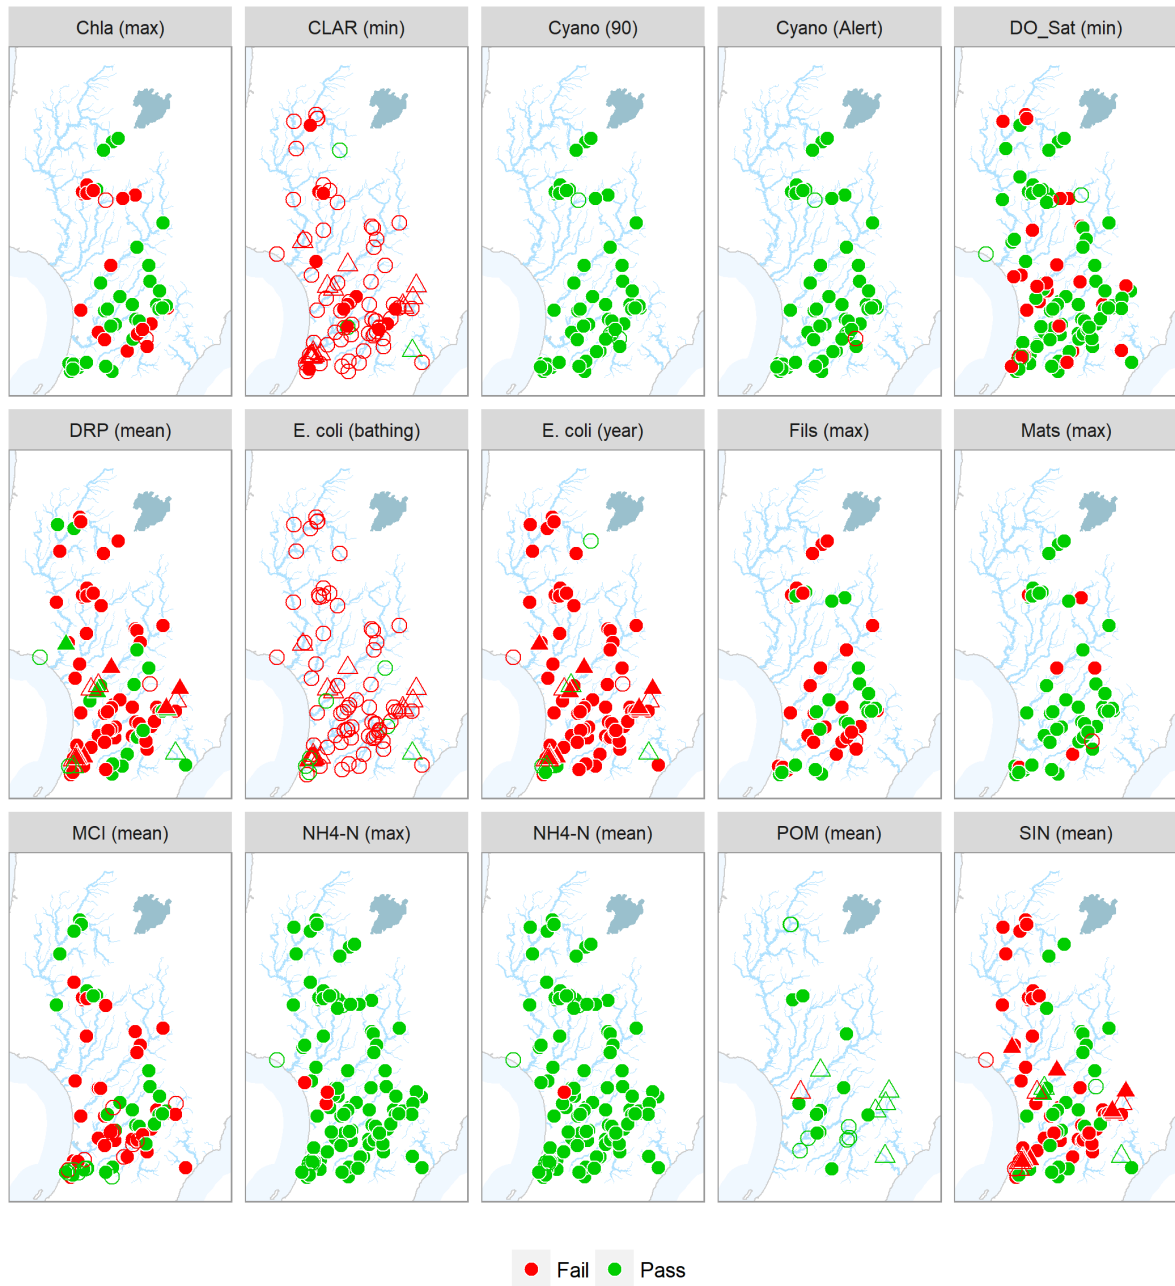 Chla (max)
CLAR (min)
Cyano (90)
Cyano (Alert)
DO_Sat (min)
DRP (mean)
E. coli (bathing)
E. coli (year)
Fils (max)
Mats (max)
MCI (mean)
NH4-N (max)
NH4-N (mean)
POM (mean)
SIN (mean)
Fail Pass